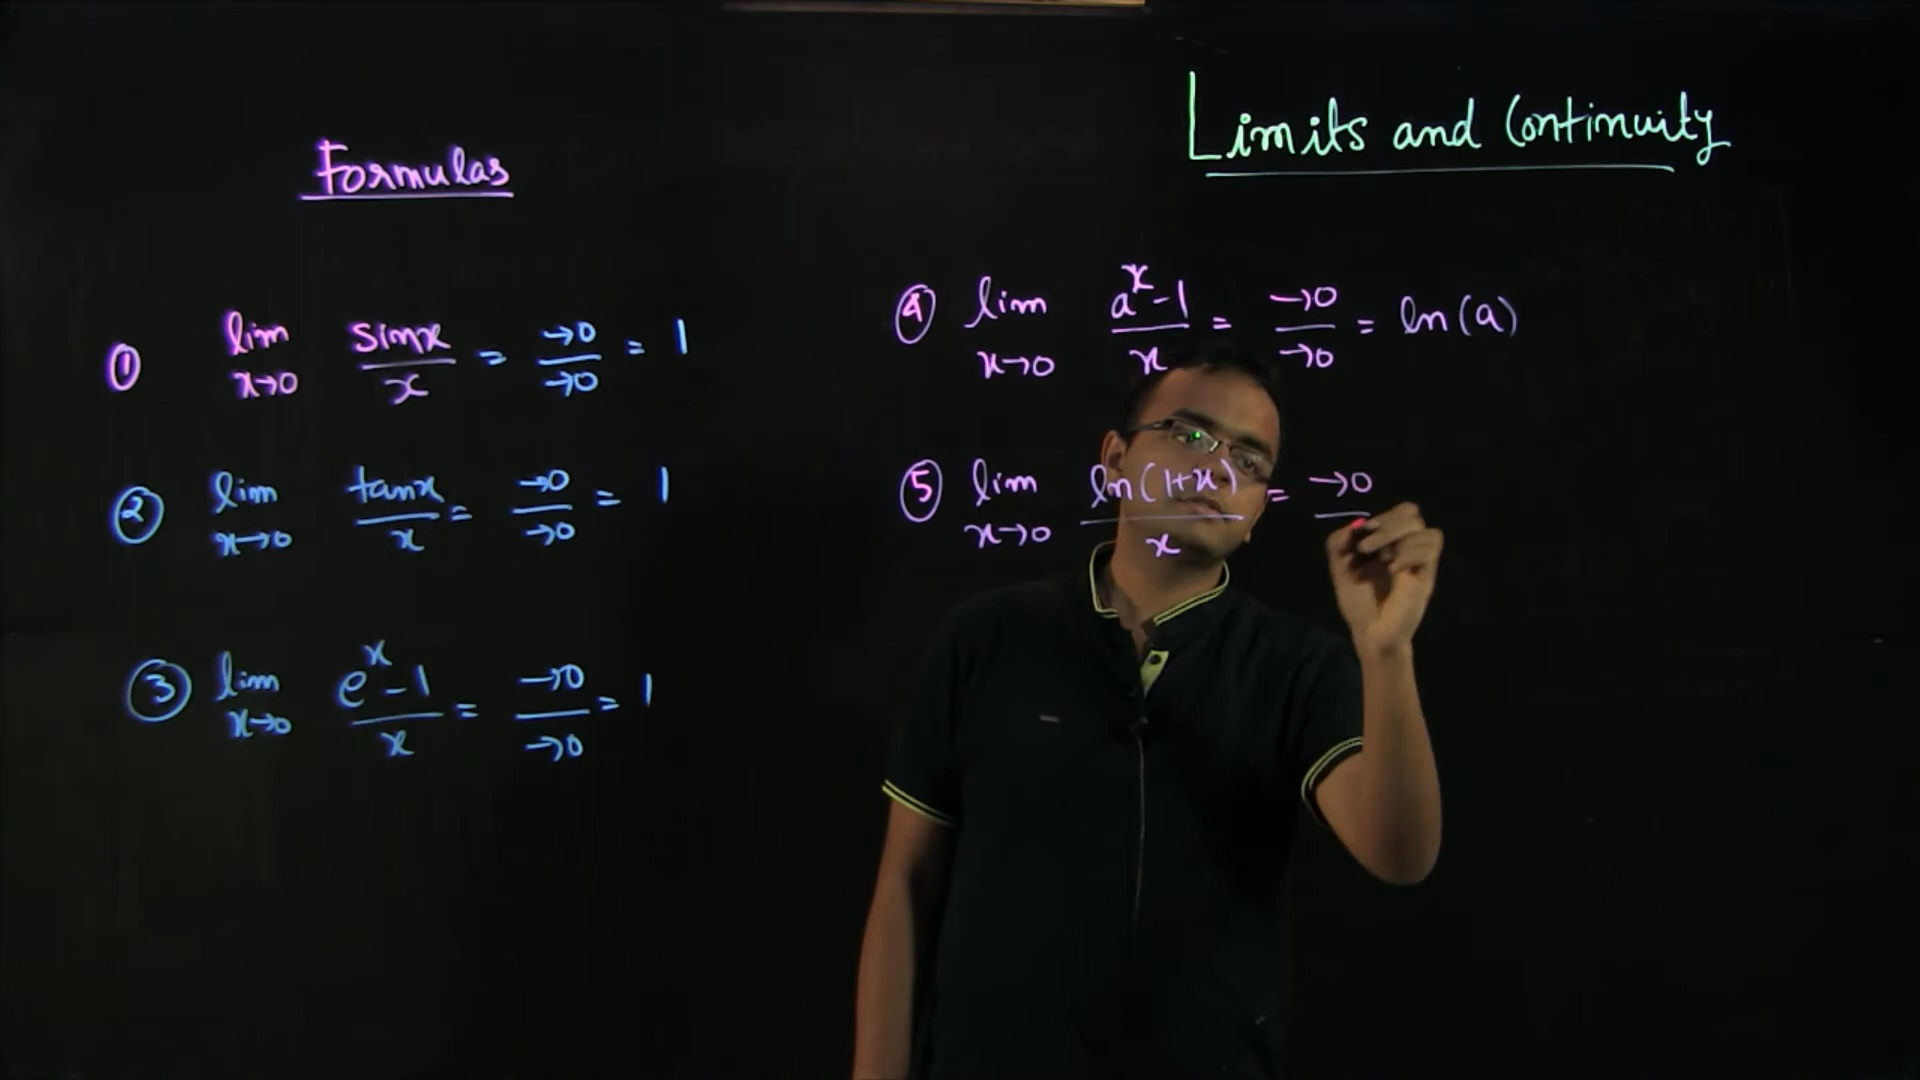 Limits and Continuity
Formulas
① lim x→0 sinx/x = →0/→0 = 1
② lim x→0 tanx/x = →0/→0 = 1
③ lim x→0 e^x-1/x = →0/→0 = 1
④ lim x→0 a^x-1/x = →0/→0 = ln(a)
⑤ lim x→0 ln(1+x)/x = →0